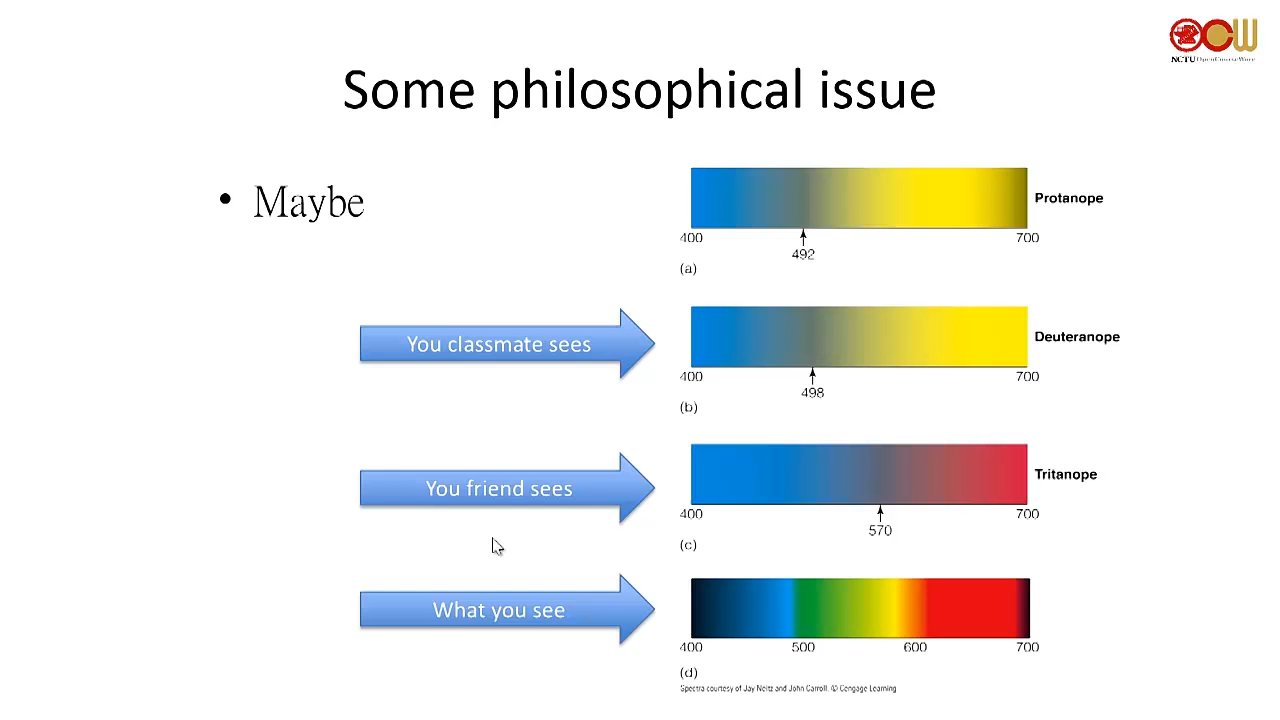 NCTU OpenCourseWare
Some philosophical issue
• Maybe
Protanope
400 700
492
(a)
You classmate sees
Deuteranope
400 700
498
(b)
You friend sees
Tritanope
400 700
570
(c)
What you see
400 500 600 700
(d)
Spectra courtesy of Jay Neitz and John Carroll. © Cengage Learning